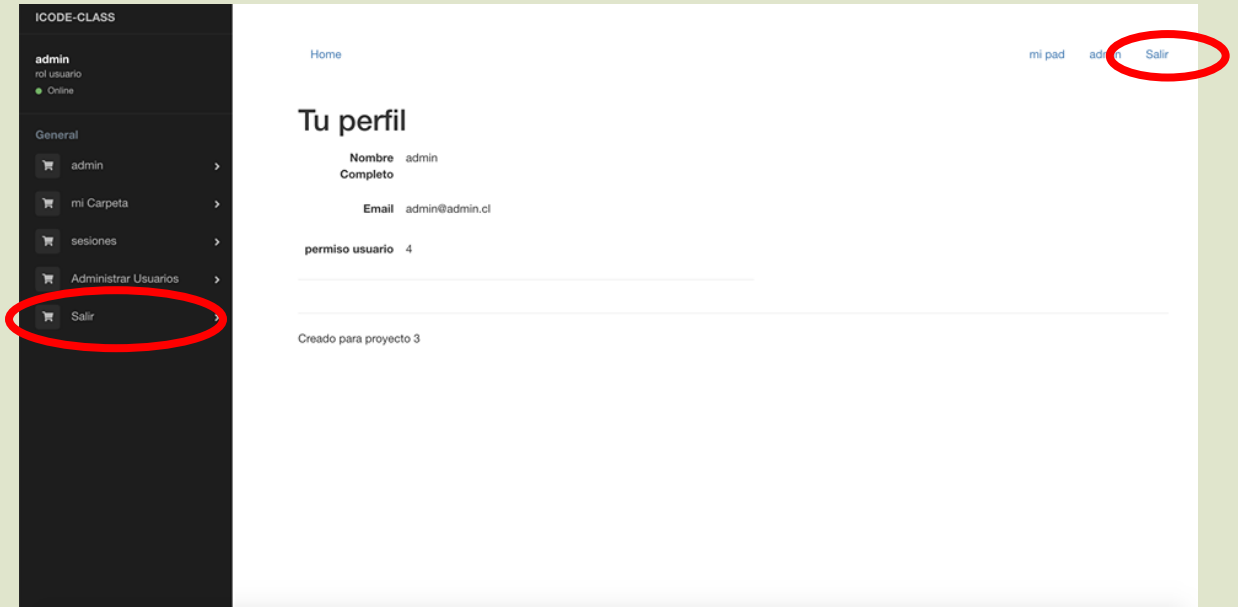 ICODE-CLASS
admin
rol usuario
Online
General
admin
mi Carpeta
sesiones
Administrar Usuarios
Salir
Home
mi pad
admin
Salir
Tu perfil
Nombre Completo
admin
Email
admin@admin.cl
permiso usuario
4
Creado para proyecto 3